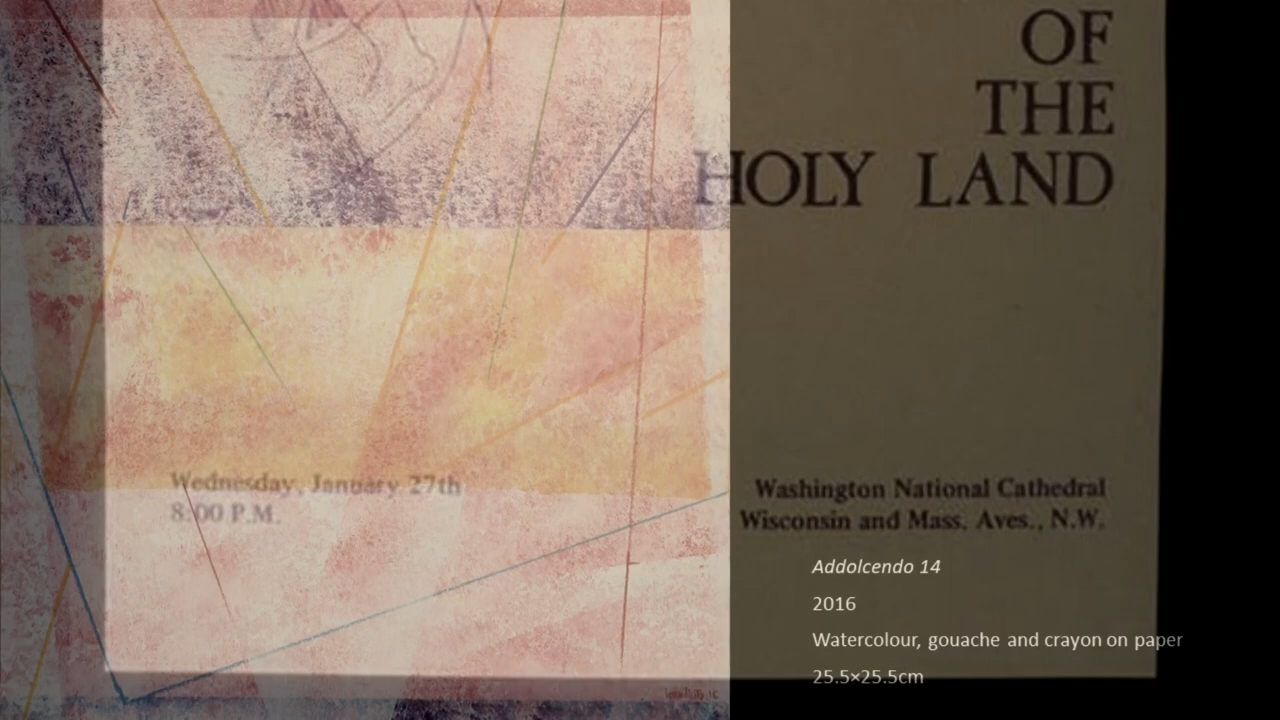 OF
THE
HOLY LAND
Wednesday, January 27th
8:00 P.M.
Washington National Cathedral
Wisconsin and Mass. Aves., N.W.
Addolcendo 14
2016
Watercolour, gouache and crayon on paper
25.5×25.5cm